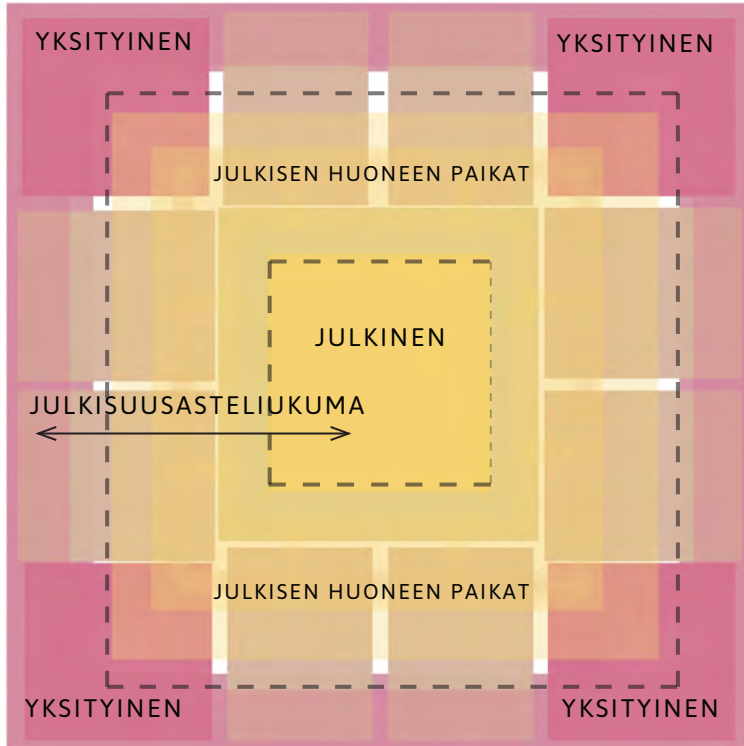 YKSITYINEN
YKSITYINEN
JULKISEN HUONEEN PAIKAT
JULKINEN
JULKISUUSASTELIUKUMA
JULKISEN HUONEEN PAIKAT
YKSITYINEN
YKSITYINEN